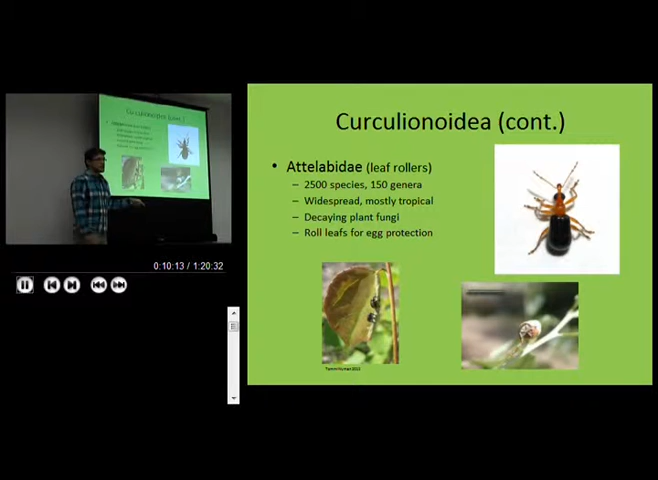 Curculionoidea (cont.)
• Attelabidae (leaf rollers)
– 2500 species, 150 genera
– Widespread, mostly tropical
– Decaying plant fungi
– Roll leafs for egg protection
0:10:13 / 1:20:32